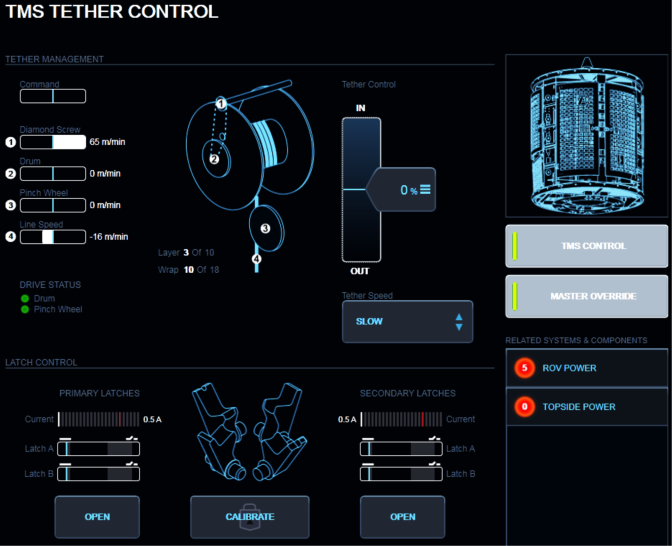 TMS TETHER CONTROL
TETHER MANAGEMENT
Command
Diamond Screw
1 65 m/min
Drum
2 0 m/min
Pinch Wheel
3 0 m/min
Line Speed
4 -16 m/min
DRIVE STATUS
Drum
Pinch Wheel
1
2
3
4
Layer 3 Of 10
Wrap 10 Of 18
Tether Control
IN
0 %
OUT
Tether Speed
SLOW
TMS CONTROL
MASTER OVERRIDE
RELATED SYSTEMS & COMPONENTS
5 ROV POWER
0 TOPSIDE POWER
LATCH CONTROL
PRIMARY LATCHES
Current 0.5 A
Latch A
Latch B
OPEN
CALIBRATE
SECONDARY LATCHES
0.5 A Current
Latch A
Latch B
OPEN